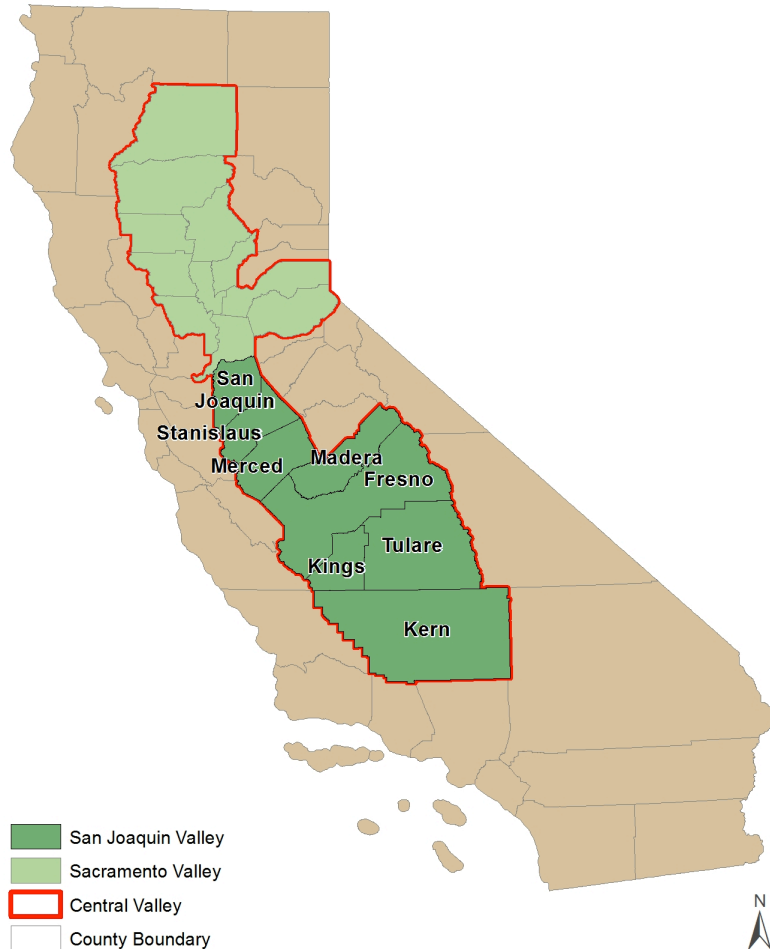 San
Joaquin
Stanislaus
Merced
Madera
Fresno
Tulare
Kings
Kern
San Joaquin Valley
Sacramento Valley
Central Valley
County Boundary
N